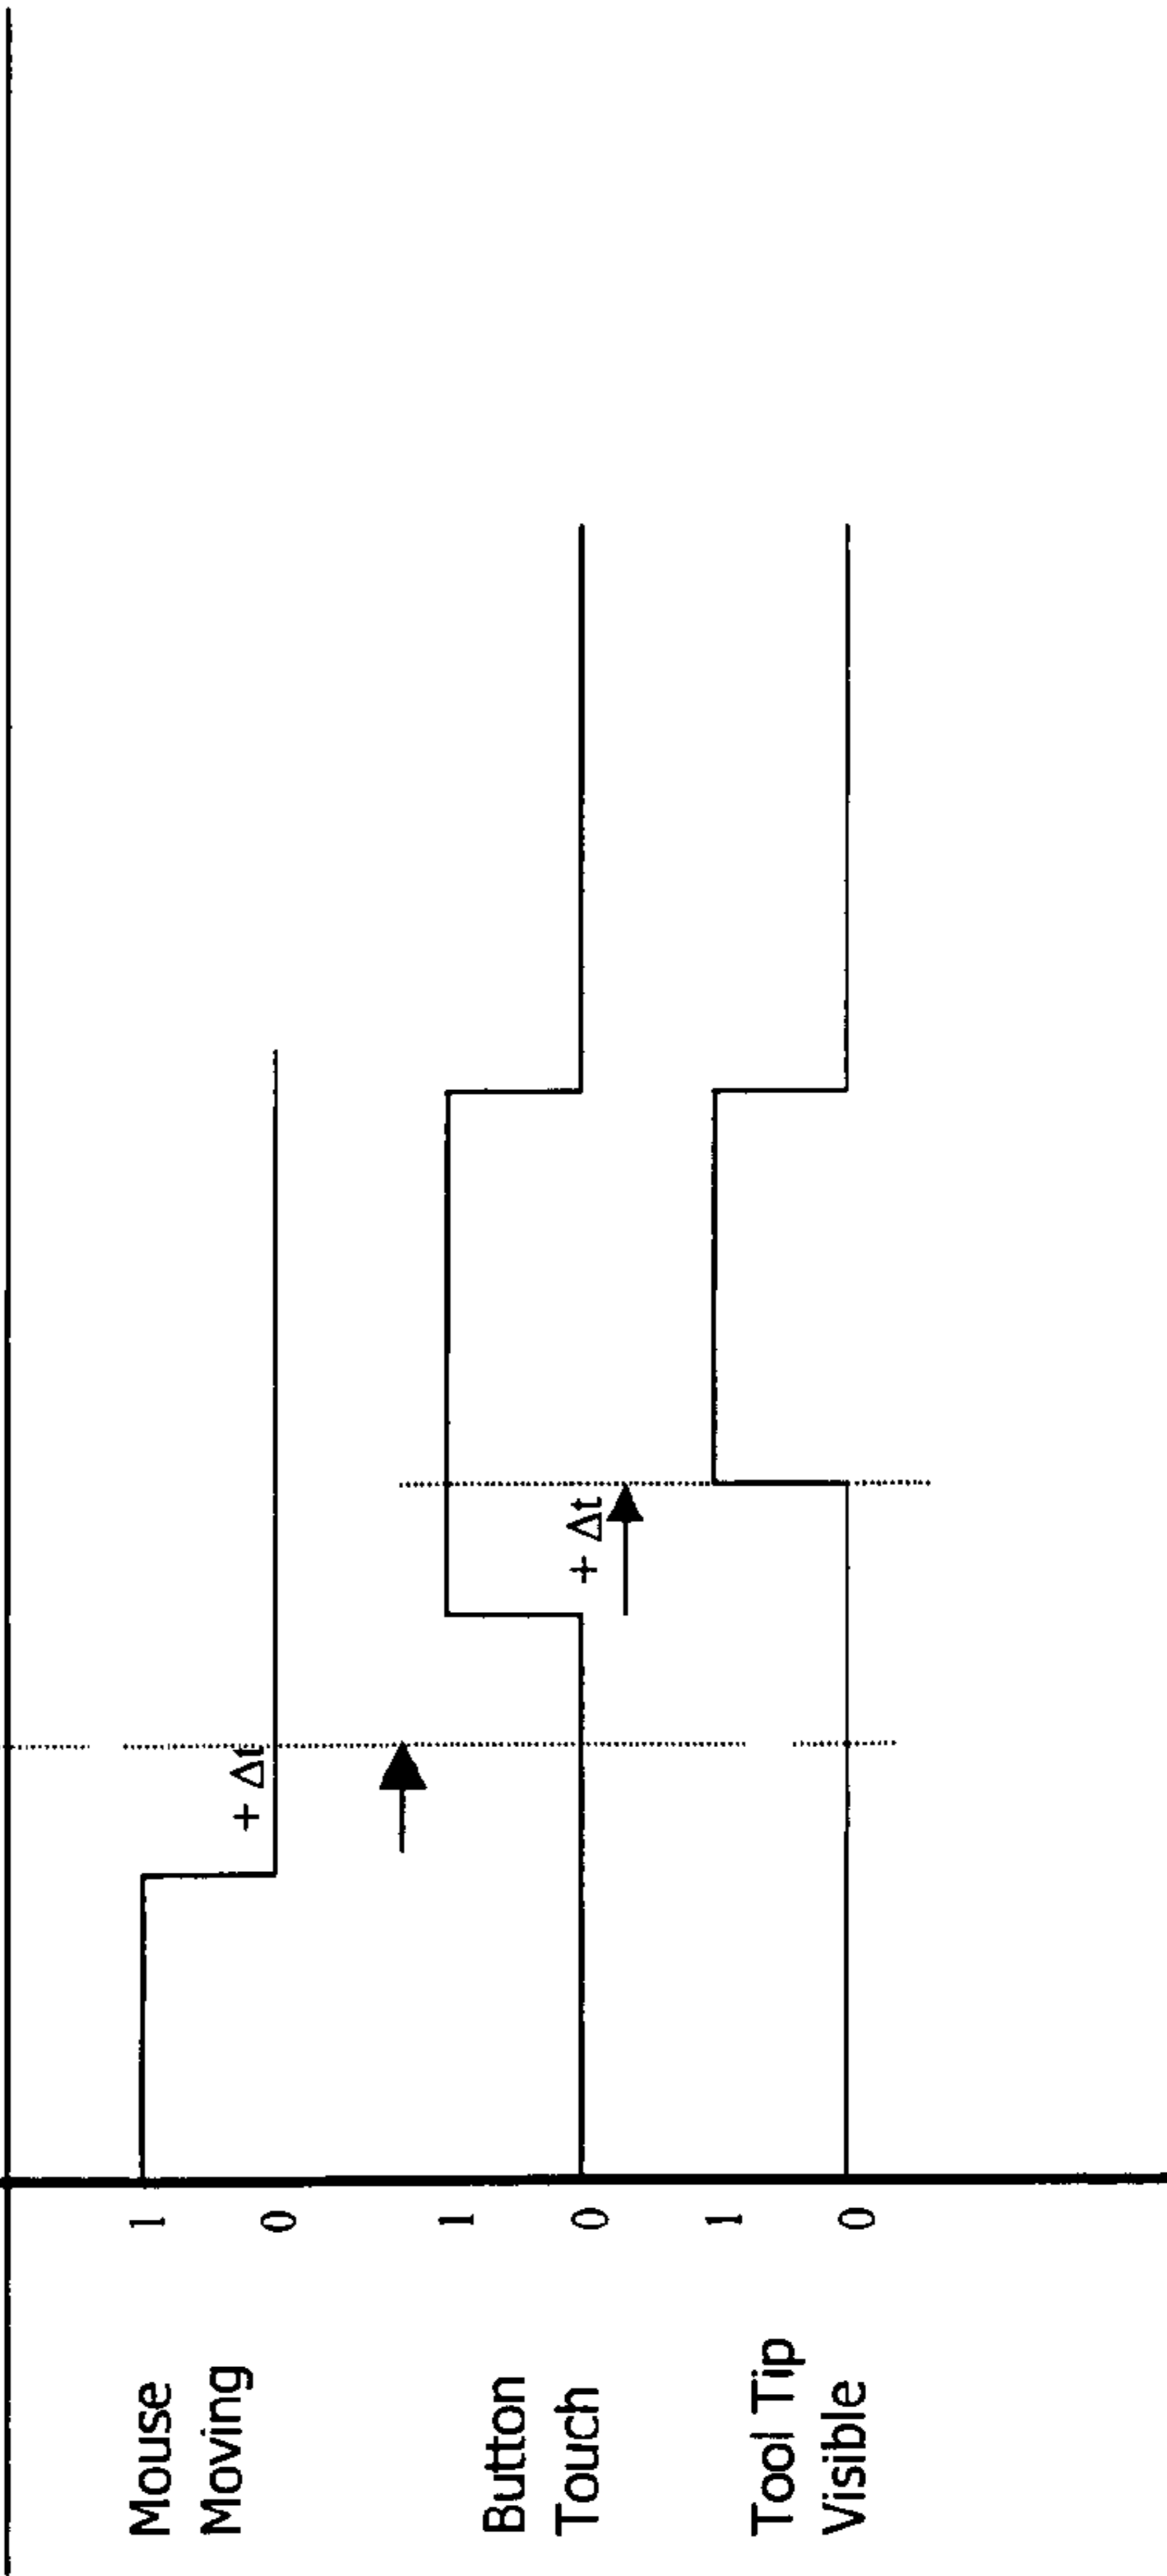 Mouse
Moving
1
0
+ Δt
Button
Touch
1
0
+ Δt
Tool Tip
Visible
1
0